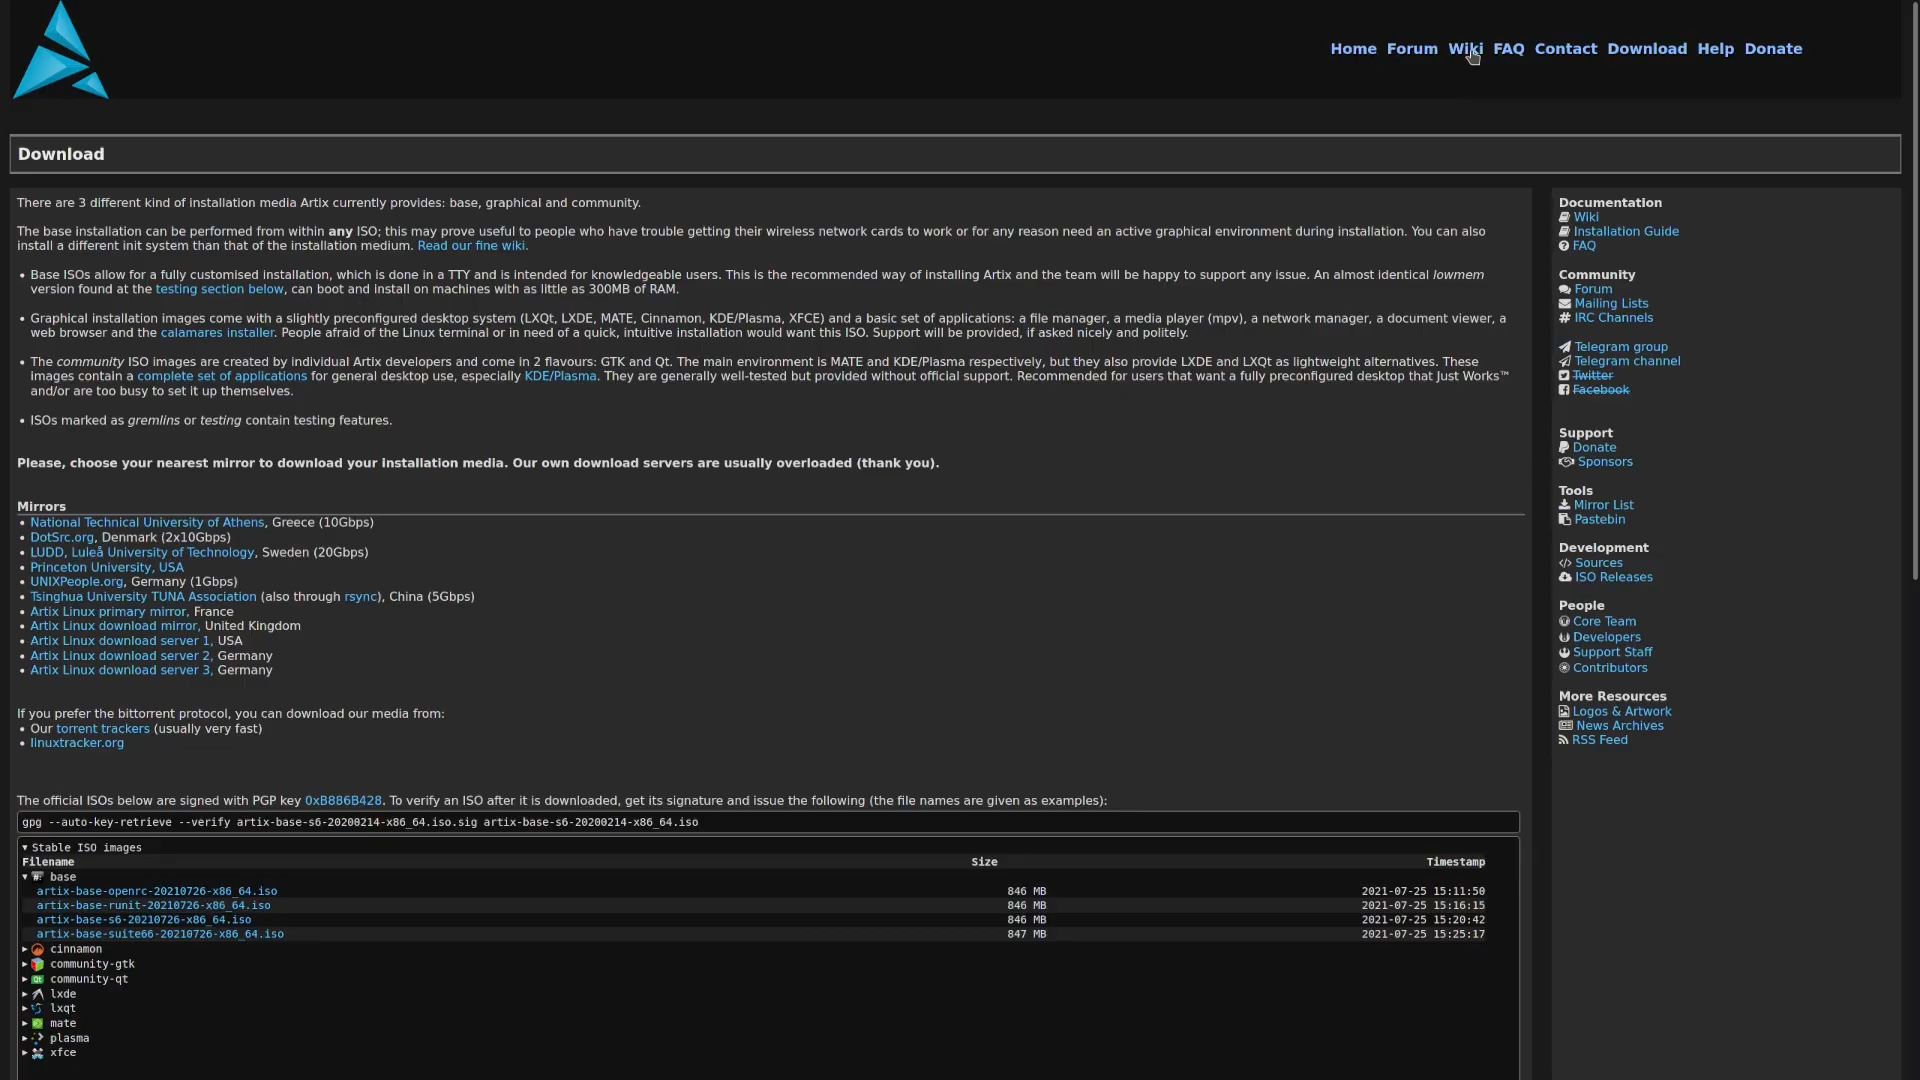 Home Forum Wiki FAQ Contact Download Help Donate
Download
There are 3 different kind of installation media Artix currently provides: base, graphical and community.
The base installation can be performed from within any ISO; this may prove useful to people who have trouble getting their wireless network cards to work or for any reason need an active graphical environment during installation. You can also
install a different init system than that of the installation medium. Read our fine wiki.
• Base ISOs allow for a fully customised installation, which is done in a TTY and is intended for knowledgeable users. This is the recommended way of installing Artix and the team will be happy to support any issue. An almost identical lowmem
version found at the testing section below, can boot and install on machines with as little as 300MB of RAM.
• Graphical installation images come with a slightly preconfigured desktop system (LXQt, LXDE, MATE, Cinnamon, KDE/Plasma, XFCE) and a basic set of applications: a file manager, a media player (mpv), a network manager, a document viewer, a
web browser and the calamares installer. People afraid of the Linux terminal or in need of a quick, intuitive installation would want this ISO. Support will be provided, if asked nicely and politely.
• The community ISO images are created by individual Artix developers and come in 2 flavours: GTK and Qt. The main environment is MATE and KDE/Plasma respectively, but they also provide LXDE and LXQt as lightweight alternatives. These
images contain a complete set of applications for general desktop use, especially KDE/Plasma. They are generally well-tested but provided without official support. Recommended for users that want a fully preconfigured desktop that Just Works™
and/or are too busy to set it up themselves.
• ISOs marked as gremlins or testing contain testing features.
Please, choose your nearest mirror to download your installation media. Our own download servers are usually overloaded (thank you).
Mirrors
• National Technical University of Athens, Greece (10Gbps)
• DotSrc.org, Denmark (2x10Gbps)
• LUDD, Luleå University of Technology, Sweden (20Gbps)
• Princeton University, USA
• UNIXPeople.org, Germany (1Gbps)
• Tsinghua University TUNA Association (also through rsync), China (5Gbps)
• Artix Linux primary mirror, France
• Artix Linux download mirror, United Kingdom
• Artix Linux download server 1, USA
• Artix Linux download server 2, Germany
• Artix Linux download server 3, Germany
If you prefer the bittorrent protocol, you can download our media from:
• Our torrent trackers (usually very fast)
• linuxtracker.org
The official ISOs below are signed with PGP key 0xB886B428. To verify an ISO after it is downloaded, get its signature and issue the following (the file names are given as examples):
gpg --auto-key-retrieve --verify artix-base-s6-20200214-x86_64.iso.sig artix-base-s6-20200214-x86_64.iso
▾ Stable ISO images
Filename Size Timestamp
▾ base
artix-base-openrc-20210726-x86_64.iso 846 MB 2021-07-25 15:11:50
artix-base-runit-20210726-x86_64.iso 846 MB 2021-07-25 15:16:15
artix-base-s6-20210726-x86_64.iso 846 MB 2021-07-25 15:20:42
artix-base-suite66-20210726-x86_64.iso 847 MB 2021-07-25 15:25:17
▸ cinnamon
▸ community-gtk
▸ community-qt
▸ lxde
▸ lxqt
▸ mate
▸ plasma
▸ xfce
Documentation
Wiki
Installation Guide
FAQ
Community
Forum
Mailing Lists
# IRC Channels
Telegram group
Telegram channel
Twitter
Facebook
Support
Donate
Sponsors
Tools
Mirror List
Pastebin
Development
</> Sources
ISO Releases
People
Core Team
Developers
Support Staff
Contributors
More Resources
Logos & Artwork
News Archives
RSS Feed